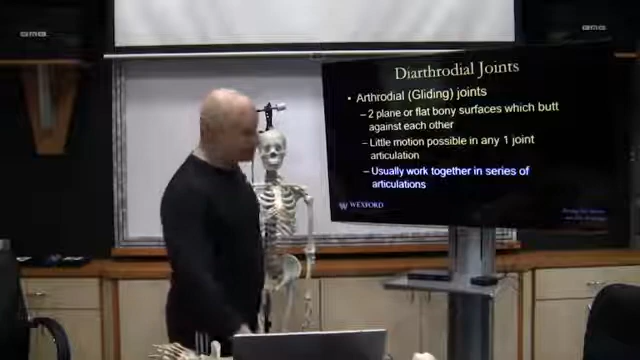 Diarthrodial Joints
• Arthrodial (Gliding) joints
– 2 plane or flat bony surfaces which butt
against each other
– Little motion possible in any 1 joint
articulation
– Usually work together in series of
articulations
WEXFORD